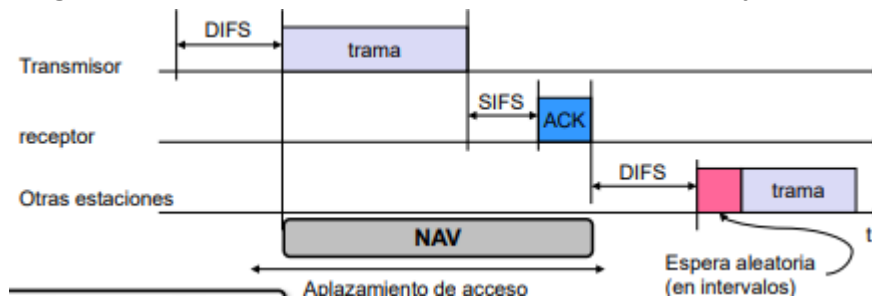 DIFS
trama
Transmisor
SIFS
ACK
receptor
DIFS
trama
Otras estaciones
NAV
t
Espera aleatoria
(en intervalos)
Aplazamiento de acceso